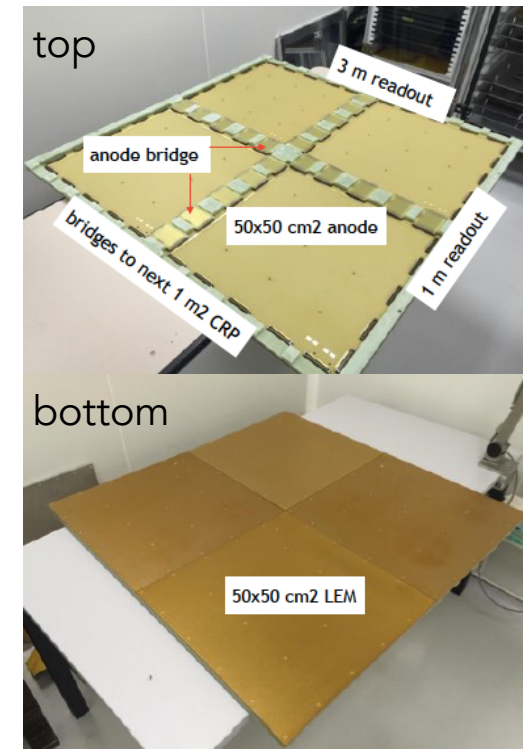 top
3 m readout
anode bridge
50x50 cm2 anode
1 m readout
bridges to next 1 m2 CRP
bottom
50x50 cm2 LEM